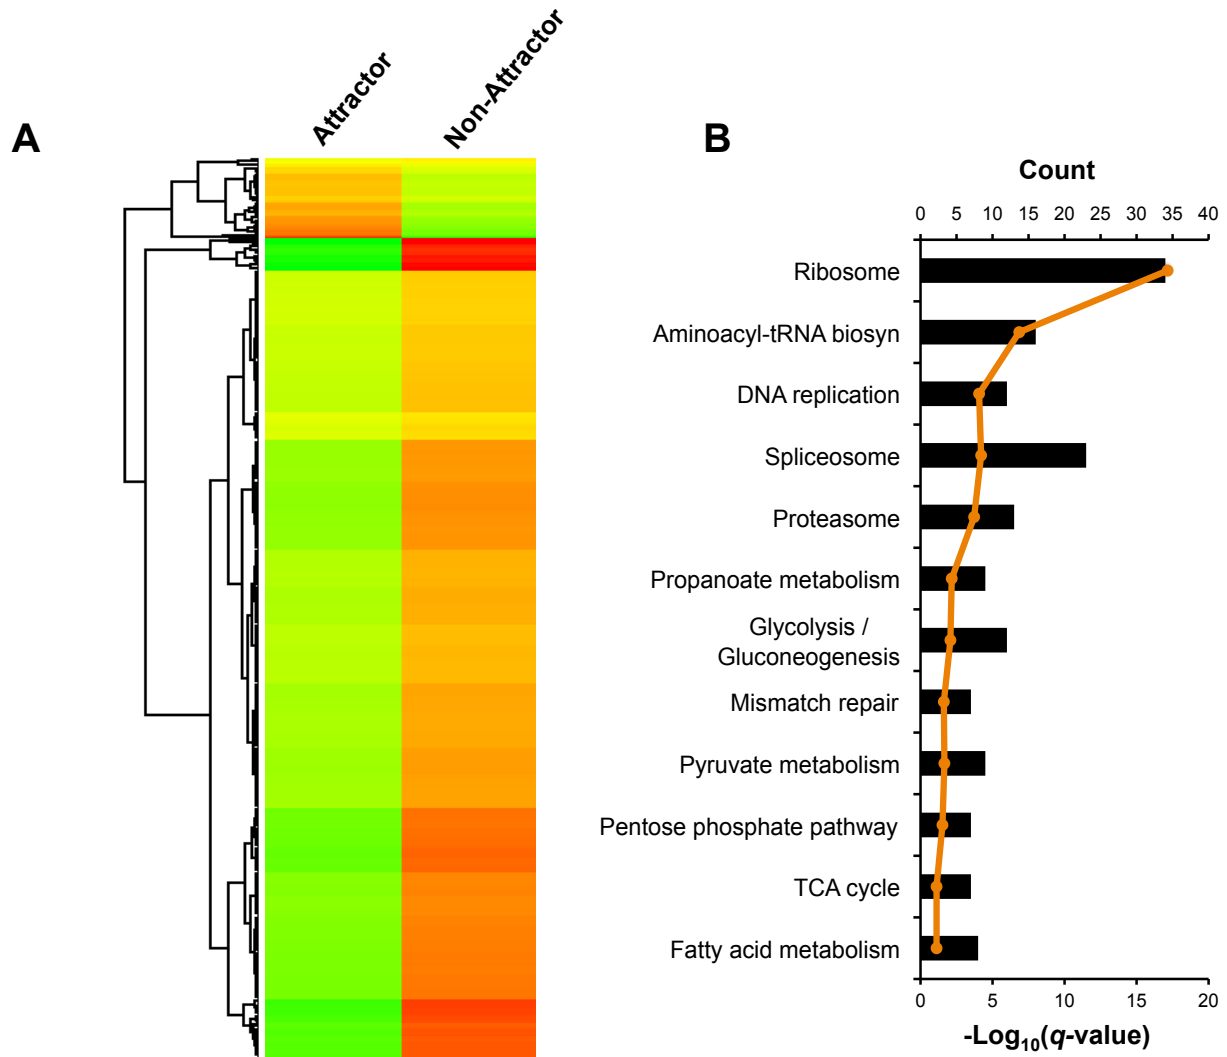 A
Attractor
Non-Attractor
B
Count
0 5 10 15 20 25 30 35 40
Ribosome
Aminoacyl-tRNA biosyn
DNA replication
Spliceosome
Proteasome
Propanoate metabolism
Glycolysis /
Gluconeogenesis
Mismatch repair
Pyruvate metabolism
Pentose phosphate pathway
TCA cycle
Fatty acid metabolism
0 5 10 15 20
-Log₁₀(q-value)